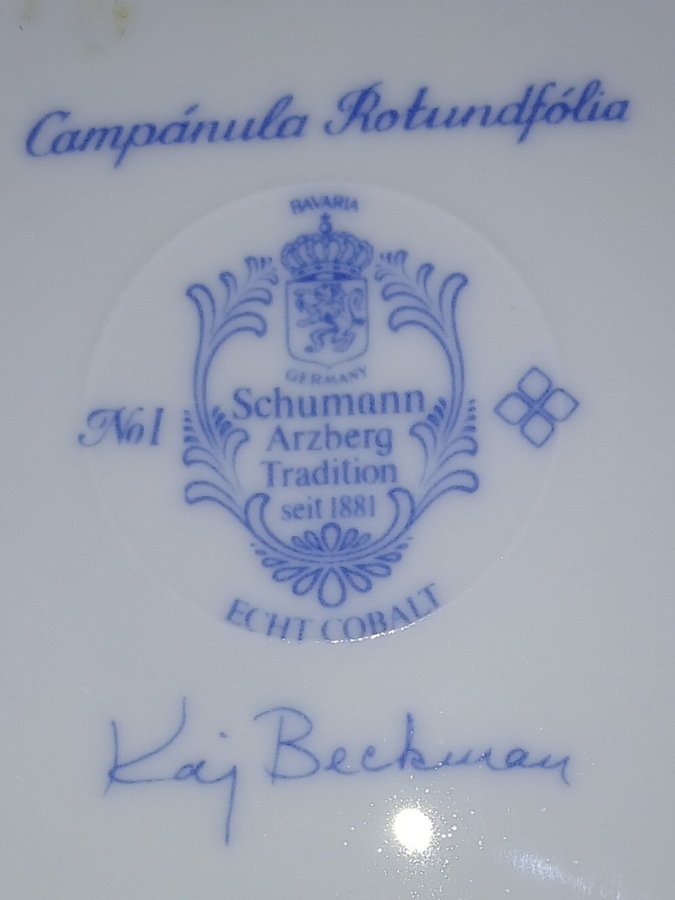 Campánula Rotundfólia
BAVARIA
GERMANY
No1
Schumann
Arzberg
Tradition
seit 1881
ECHT COBALT
Kaj Beckman